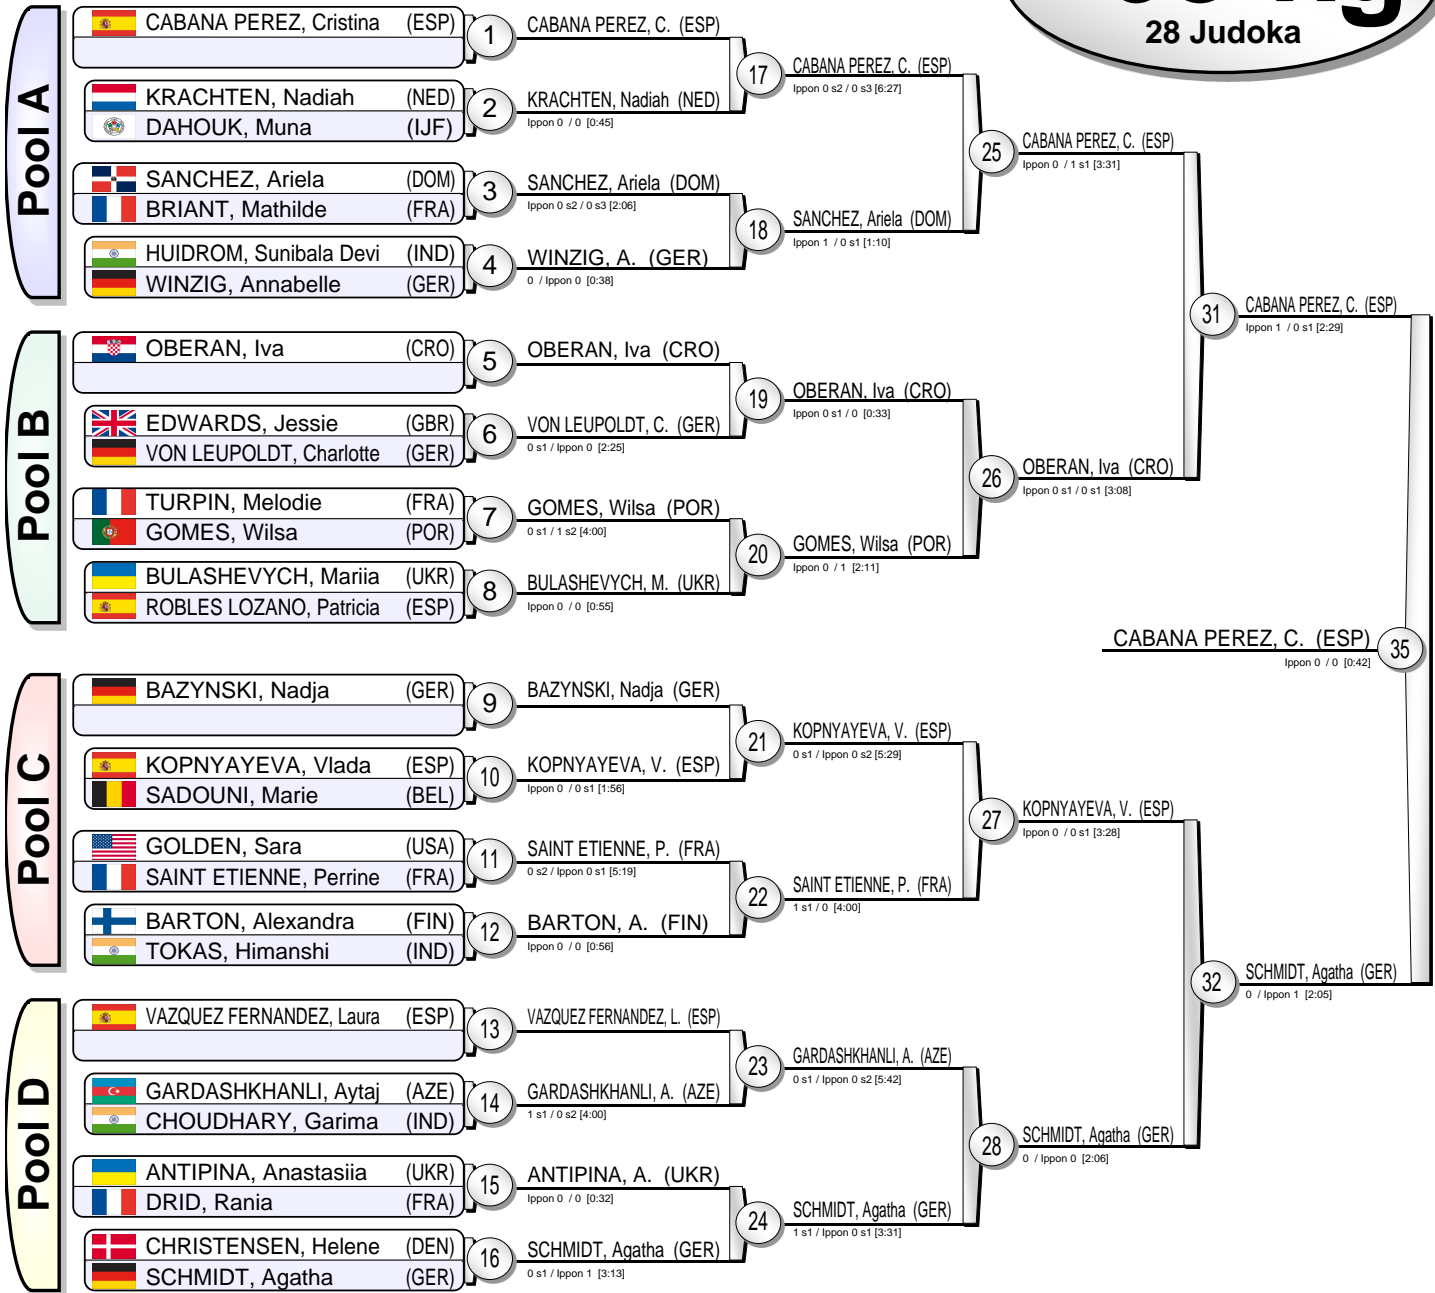 28 Judoka
Pool A
CABANA PEREZ, Cristina (ESP)
1
CABANA PEREZ, C. (ESP)
KRACHTEN, Nadiah (NED)
DAHOUK, Muna (IJF)
2
KRACHTEN, Nadiah (NED)
Ippon 0 / 0 [0:45]
17
CABANA PEREZ, C. (ESP)
Ippon 0 s2 / 0 s3 [6:27]
SANCHEZ, Ariela (DOM)
BRIANT, Mathilde (FRA)
3
SANCHEZ, Ariela (DOM)
Ippon 0 s2 / 0 s3 [2:06]
HUIDROM, Sunibala Devi (IND)
WINZIG, Annabelle (GER)
4
WINZIG, A. (GER)
0 / Ippon 0 [0:38]
18
SANCHEZ, Ariela (DOM)
Ippon 1 / 0 s1 [1:10]
25
CABANA PEREZ, C. (ESP)
Ippon 0 / 1 s1 [3:31]
Pool B
OBERAN, Iva (CRO)
5
OBERAN, Iva (CRO)
EDWARDS, Jessie (GBR)
VON LEUPOLDT, Charlotte (GER)
6
VON LEUPOLDT, C. (GER)
0 s1 / Ippon 0 [2:25]
19
OBERAN, Iva (CRO)
Ippon 0 s1 / 0 [0:33]
TURPIN, Melodie (FRA)
GOMES, Wilsa (POR)
7
GOMES, Wilsa (POR)
0 s1 / 1 s2 [4:00]
BULASHEVYCH, Mariia (UKR)
ROBLES LOZANO, Patricia (ESP)
8
BULASHEVYCH, M. (UKR)
Ippon 0 / 0 [0:55]
20
GOMES, Wilsa (POR)
Ippon 0 / 1 [2:11]
26
OBERAN, Iva (CRO)
Ippon 0 s1 / 0 s1 [3:08]
31
CABANA PEREZ, C. (ESP)
Ippon 1 / 0 s1 [2:29]
CABANA PEREZ, C. (ESP)
35
Ippon 0 / 0 [0:42]
Pool C
BAZYNSKI, Nadja (GER)
9
BAZYNSKI, Nadja (GER)
KOPNYAYEVA, Vlada (ESP)
SADOUNI, Marie (BEL)
10
KOPNYAYEVA, V. (ESP)
Ippon 0 / 0 s1 [1:56]
21
KOPNYAYEVA, V. (ESP)
0 s1 / Ippon 0 s2 [5:29]
GOLDEN, Sara (USA)
SAINT ETIENNE, Perrine (FRA)
11
SAINT ETIENNE, P. (FRA)
0 s2 / Ippon 0 s1 [5:19]
BARTON, Alexandra (FIN)
TOKAS, Himanshi (IND)
12
BARTON, A. (FIN)
Ippon 0 / 0 [0:56]
22
SAINT ETIENNE, P. (FRA)
1 s1 / 0 [4:00]
27
KOPNYAYEVA, V. (ESP)
Ippon 0 / 0 s1 [3:28]
Pool D
VAZQUEZ FERNANDEZ, Laura (ESP)
13
VAZQUEZ FERNANDEZ, L. (ESP)
GARDASHKHANLI, Aytaj (AZE)
CHOUDHARY, Garima (IND)
14
GARDASHKHANLI, A. (AZE)
1 s1 / 0 s2 [4:00]
23
GARDASHKHANLI, A. (AZE)
0 s1 / Ippon 0 s2 [5:42]
ANTIPINA, Anastasiia (UKR)
DRID, Rania (FRA)
15
ANTIPINA, A. (UKR)
Ippon 0 / 0 [0:32]
CHRISTENSEN, Helene (DEN)
SCHMIDT, Agatha (GER)
16
SCHMIDT, Agatha (GER)
0 s1 / Ippon 1 [3:13]
24
SCHMIDT, Agatha (GER)
1 s1 / Ippon 0 s1 [3:31]
28
SCHMIDT, Agatha (GER)
0 / Ippon 0 [2:06]
32
SCHMIDT, Agatha (GER)
0 / Ippon 1 [2:05]